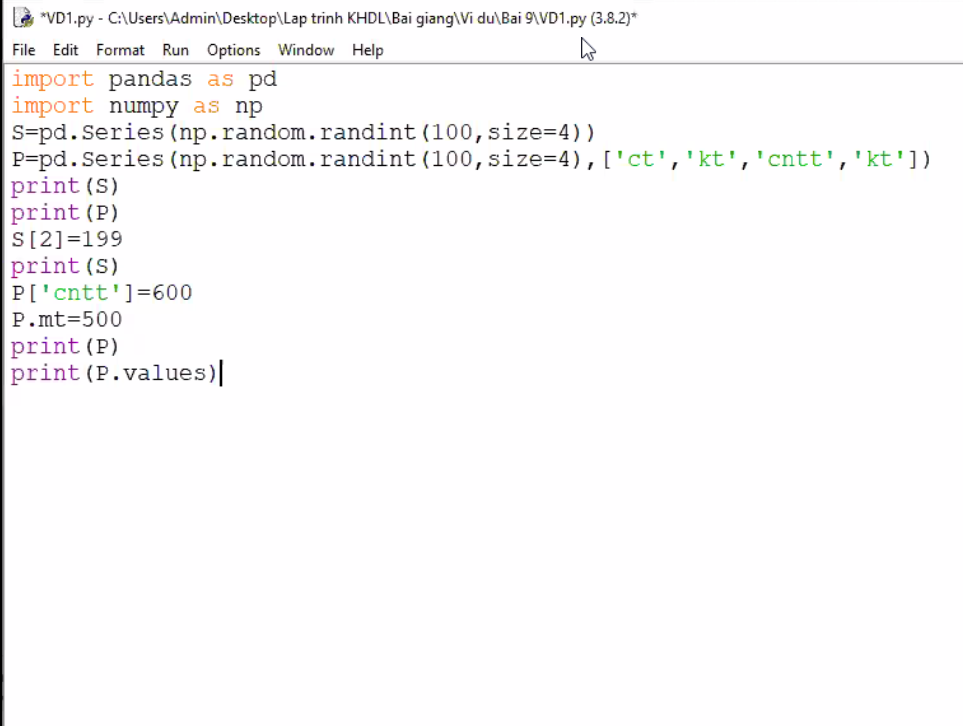 *VD1.py - C:\Users\Admin\Desktop\Lap trinh KHDL\Bai giang\Vi du\Bai 9\VD1.py (3.8.2)*
File Edit Format Run Options Window Help
import pandas as pd
import numpy as np
S=pd.Series(np.random.randint(100,size=4))
P=pd.Series(np.random.randint(100,size=4),['ct','kt','cntt','kt'])
print(S)
print(P)
S[2]=199
print(S)
P['cntt']=600
P.mt=500
print(P)
print(P.values)